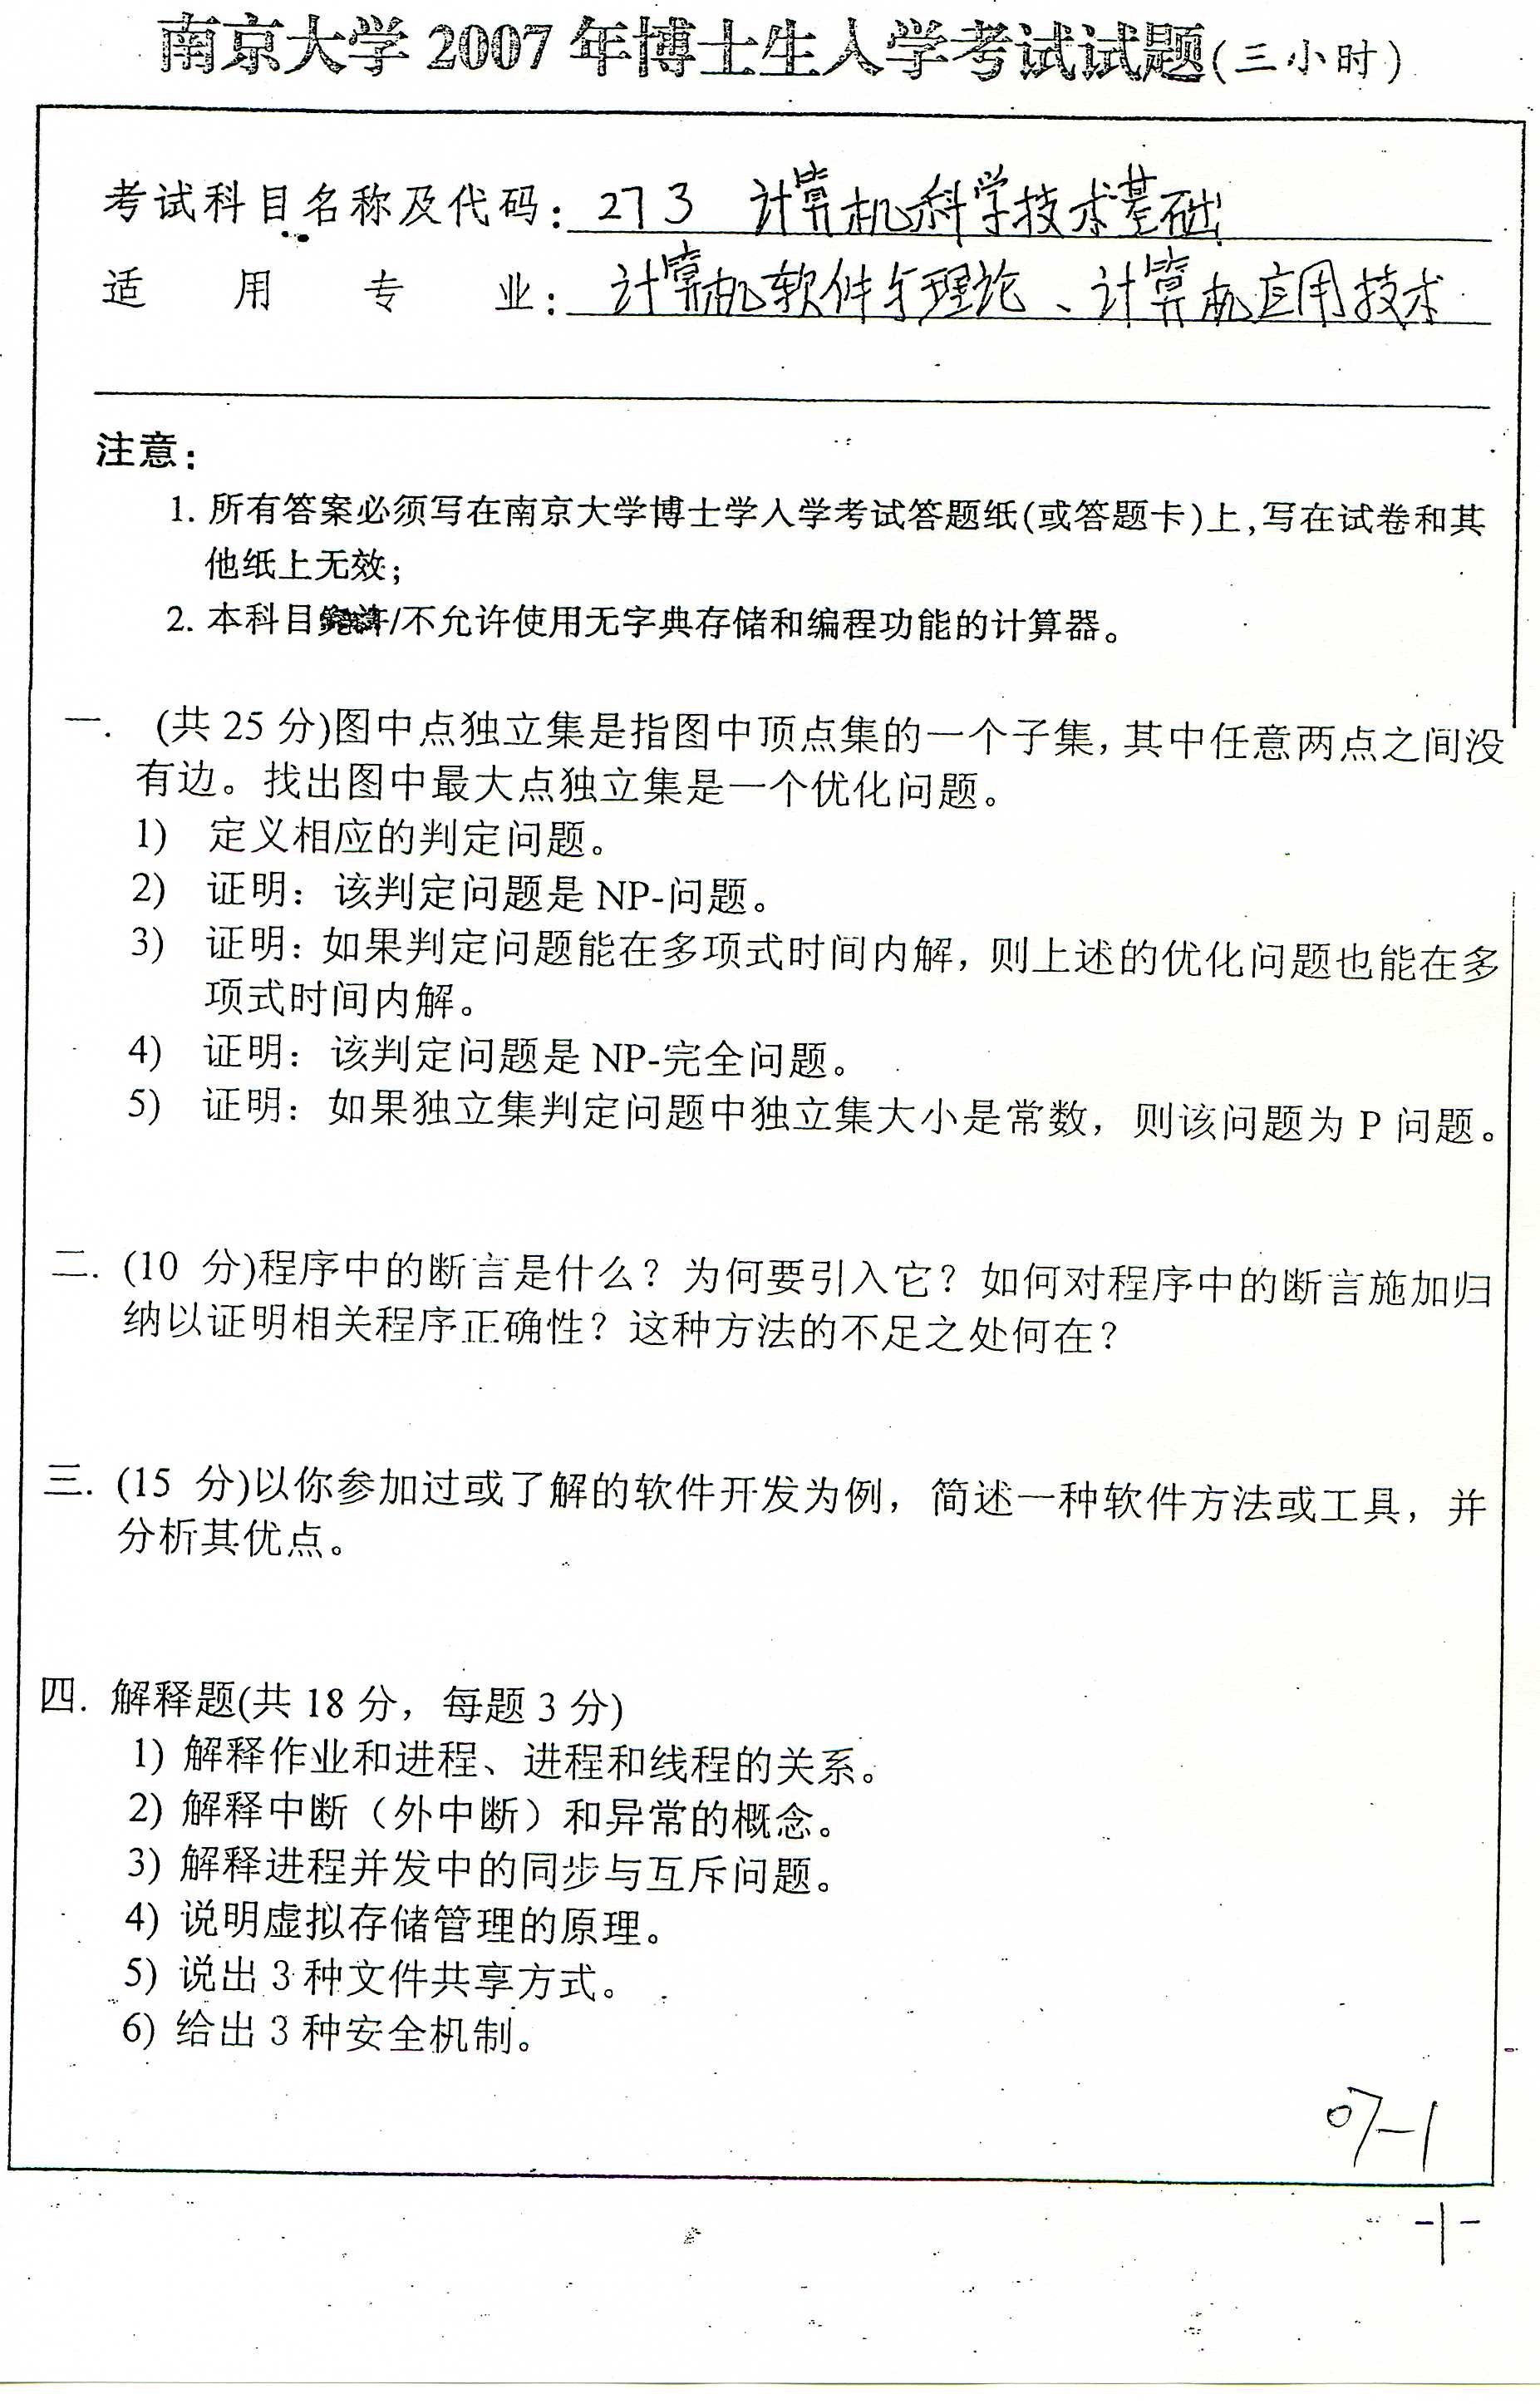 南京大学 2007 年博士生入学考试试题(三小时)
考试科目名称及代码: 273 计算机科学技术基础
适用专业: 计算机软件与理论、计算机应用技术
注意:
1. 所有答案必须写在南京大学博士学入学考试答题纸(或答题卡)上,写在试卷和其
他纸上无效;
2. 本科目/不允许使用无字典存储和编程功能的计算器。
一. (共 25 分)图中点独立集是指图中顶点集的一个子集, 其中任意两点之间没
有边。找出图中最大点独立集是一个优化问题。
1) 定义相应的判定问题。
2) 证明: 该判定问题是 NP-问题。
3) 证明: 如果判定问题能在多项式时间内解, 则上述的优化问题也能在多
项式时间内解。
4) 证明: 该判定问题是 NP-完全问题。
5) 证明: 如果独立集判定问题中独立集大小是常数, 则该问题为 P 问题。
二. (10 分)程序中的断言是什么? 为何要引入它? 如何对程序中的断言施加归
纳以证明相关程序正确性? 这种方法的不足之处何在?
三. (15 分)以你参加过或了解的软件开发为例, 简述一种软件方法或工具, 并
分析其优点。
四. 解释题(共 18 分, 每题 3 分)
1) 解释作业和进程、进程和线程的关系。
2) 解释中断（外中断）和异常的概念。
3) 解释进程并发中的同步与互斥问题。
4) 说明虚拟存储管理的原理。
5) 说出 3 种文件共享方式。
6) 给出 3 种安全机制。
07-1
-1-